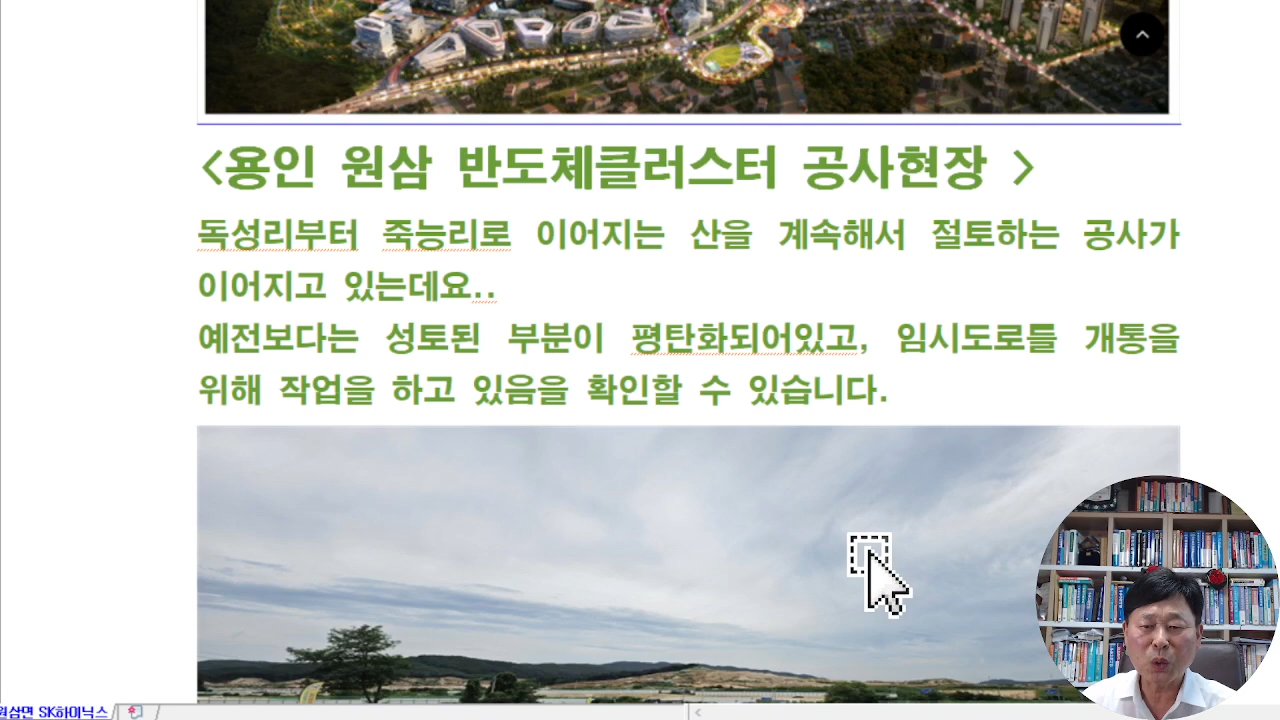 <용인 원삼 반도체클러스터 공사현장 >
독성리부터 죽능리로 이어지는 산을 계속해서 절토하는 공사가
이어지고 있는데요..
예전보다는 성토된 부분이 평탄화되어있고, 임시도로를 개통을
위해 작업을 하고 있음을 확인할 수 있습니다.
원삼면 SK하이닉스